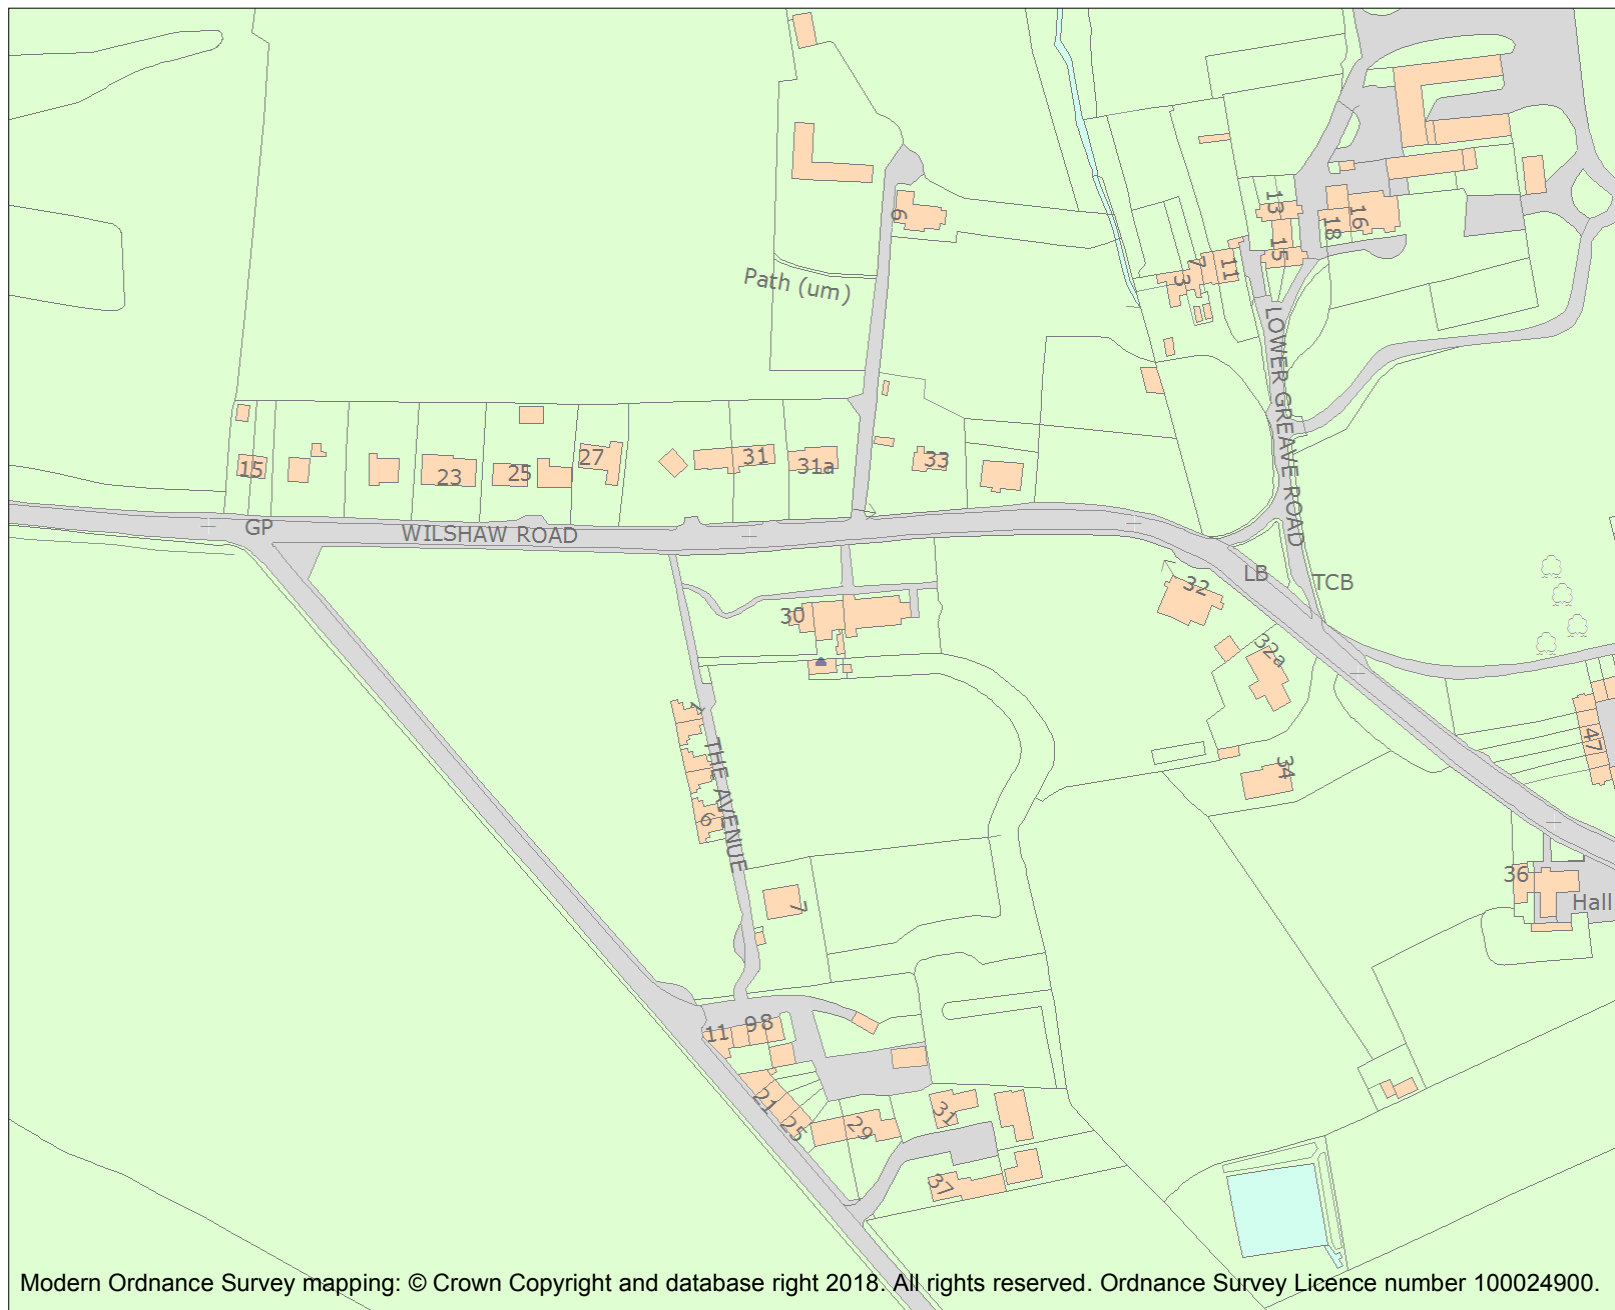 13
16
18
6
15
7
11
3
Path (um)
LOWER GREAVE ROAD
15
23
25
27
31
31a
33
GP
WILSHAW ROAD
LB
TCB
32
30
32a
1
THE AVENUE
6
47
34
7
36
Hall
11
9
8
21
25
29
31
37
Modern Ordnance Survey mapping: © Crown Copyright and database right 2018. All rights reserved. Ordnance Survey Licence number 100024900.